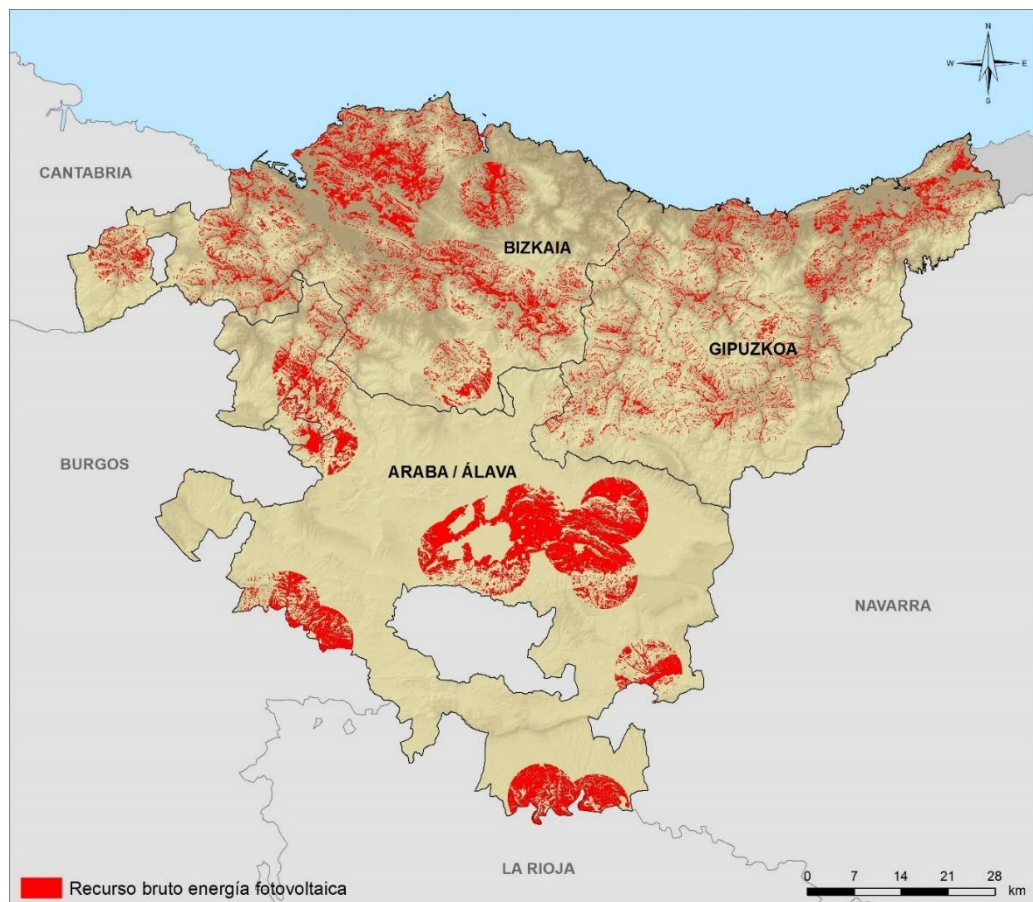 N
W E
S
CANTABRIA
BIZKAIA
GIPUZKOA
BURGOS
ARABA / ÁLAVA
NAVARRA
LA RIOJA
Recurso bruto energía fotovoltaica
0 7 14 21 28
km